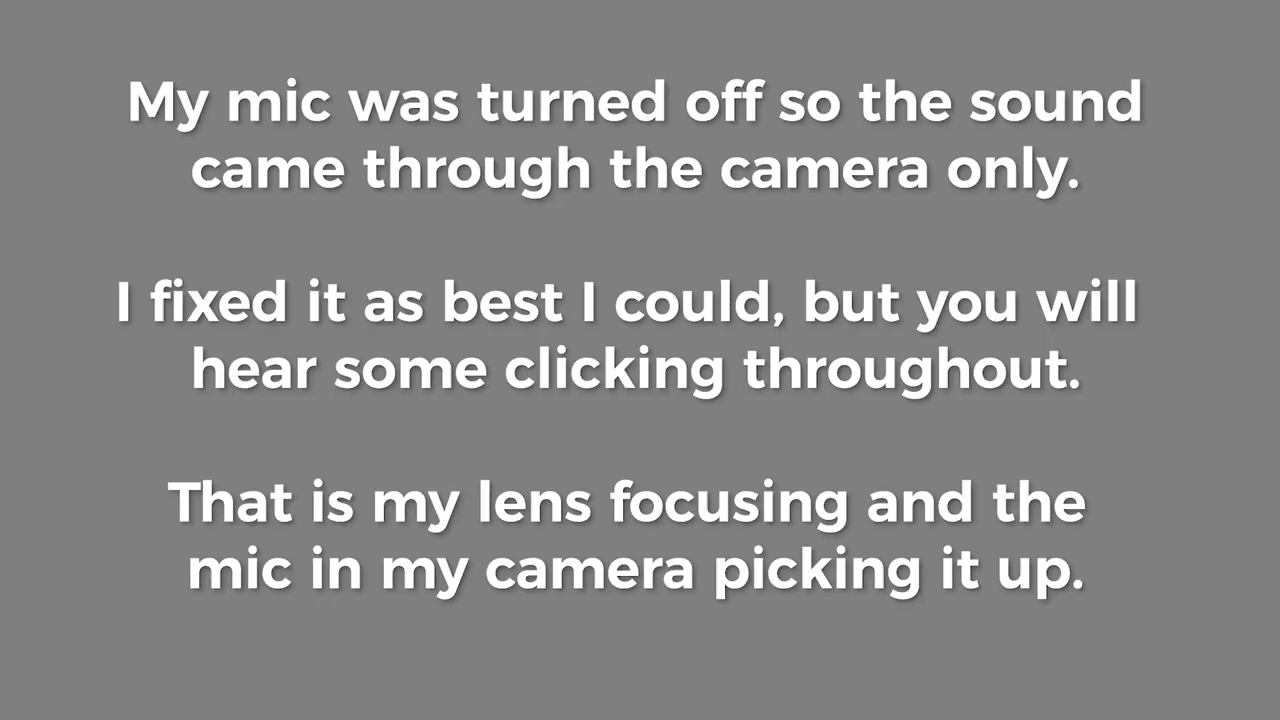 My mic was turned off so the sound
came through the camera only.
I fixed it as best I could, but you will
hear some clicking throughout.
That is my lens focusing and the
mic in my camera picking it up.